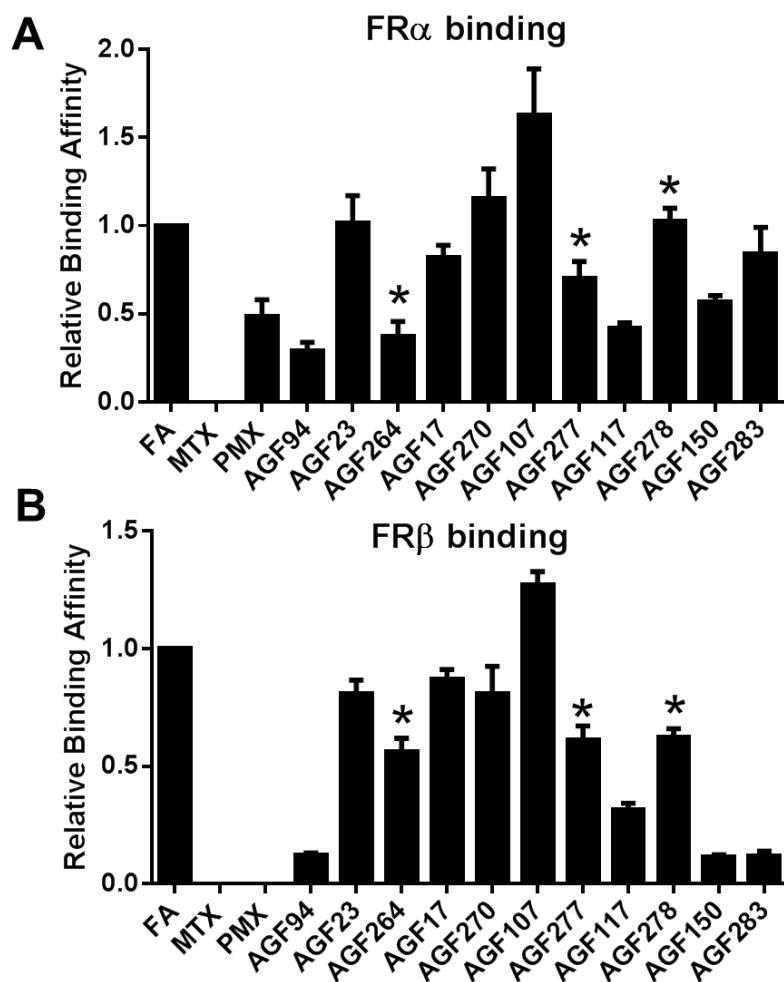 A
FRα binding
Relative Binding Affinity
2.0
1.5
1.0
0.5
0.0
*
*
*
FA
MTX
PMX
AGF94
AGF23
AGF264
AGF17
AGF270
AGF107
AGF277
AGF117
AGF278
AGF150
AGF283
B
FRβ binding
Relative Binding Affinity
1.5
1.0
0.5
0.0
*
*
*
FA
MTX
PMX
AGF94
AGF23
AGF264
AGF17
AGF270
AGF107
AGF277
AGF117
AGF278
AGF150
AGF283